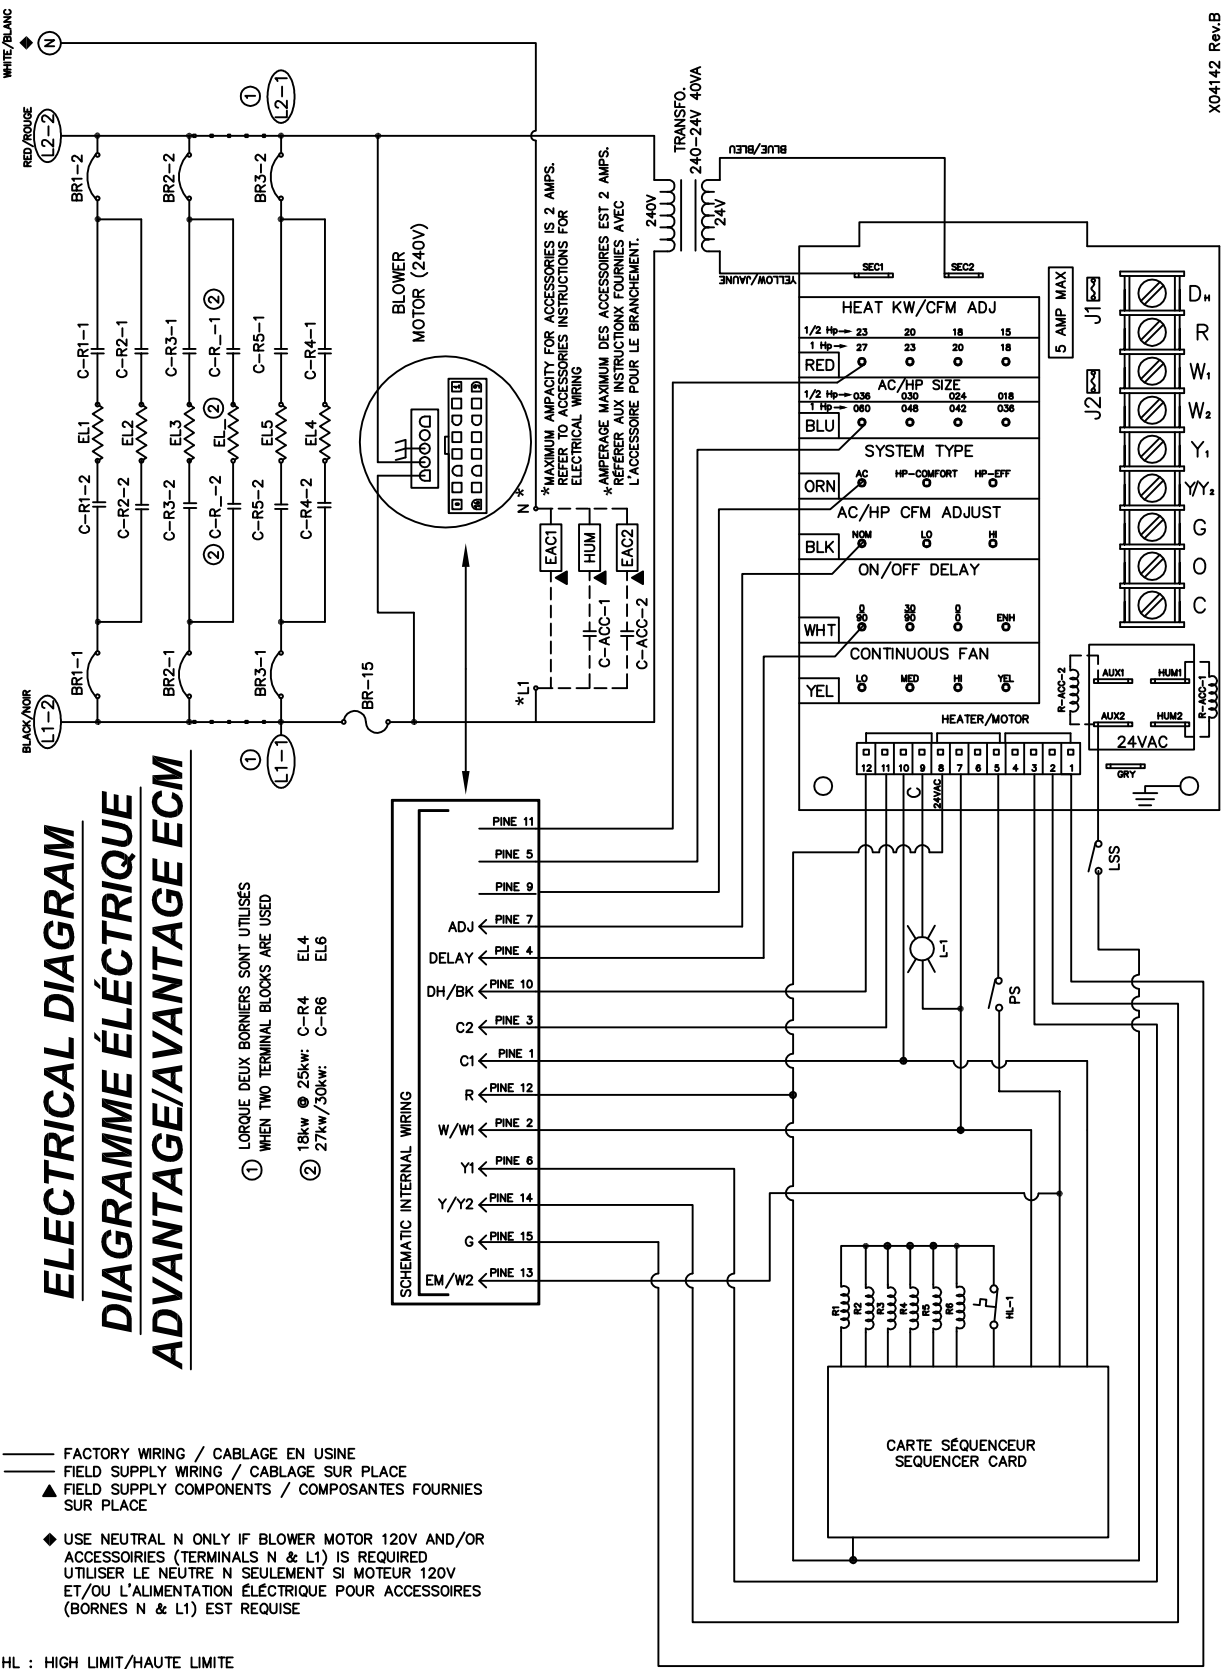 X04142 Rev.B
WHITE/BLANC
N
RED/ROUGE
L2-2
1
L2-1
BR1-2
BR2-2
BR3-2
C-R1-1
C-R2-1
C-R3-1
C-R_-1 2
C-R5-1
C-R4-1
EL1
EL2
EL3
EL_ 2
EL5
EL4
C-R1-2
C-R2-2
C-R3-2
2 C-R_-2
C-R5-2
C-R4-2
BR1-1
BR2-1
BR3-1
BR-15
BLACK/NOIR
L1-2
1
L1-1
BLOWER
MOTOR (240V)
TRANSFO.
240-24V 40VA
240V
24V
BLUE/BLEU
YELLOW/JAUNE
*MAXIMUM AMPACITY FOR ACCESSORIES IS 2 AMPS.
REFER TO ACCESSORIES INSTRUCTIONS FOR
ELECTRICAL WIRING
*AMPERAGE MAXIMUM DES ACCESSOIRES EST 2 AMPS.
RÉFÉRER AUX INSTRUCTIONX FOURNIES AVEC
L'ACCESSOIRE POUR LE BRANCHEMENT.
N *
EAC1
HUM
EAC2
C-ACC-1
C-ACC-2
*L1
SEC1
SEC2
HEAT KW/CFM ADJ
1/2 Hp 23 20 18 15
1 Hp 27 23 20 18
RED
AC/HP SIZE
1/2 Hp 036 030 024 018
1 Hp 060 048 042 036
BLU
SYSTEM TYPE
AC HP-COMFORT HP-EFF
ORN
AC/HP CFM ADJUST
NOM LO HI
BLK
ON/OFF DELAY
0 30 0
90 90 0 ENH
WHT
CONTINUOUS FAN
LO MED HI YEL
YEL
5 AMP MAX
J1
J2
DH
R
W1
W2
Y1
Y/Y2
G
O
C
R-ACC-2
AUX1
HUM1
AUX2
HUM2
R-ACC-1
24VAC
GRY
HEATER/MOTOR
12 11 10 9 8 7 6 5 4 3 2 1
C
24VAC
LSS
L-1
PS
ELECTRICAL DIAGRAM
DIAGRAMME ÉLÉCTRIQUE
ADVANTAGE/AVANTAGE ECM
1 LORQUE DEUX BORNIERS SONT UTILISÉS
WHEN TWO TERMINAL BLOCKS ARE USED
2 18kw @ 25kw: C-R4 EL4
27kw/30kw: C-R6 EL6
SCHEMATIC INTERNAL WIRING
PINE 11
PINE 5
PINE 9
ADJ PINE 7
DELAY PINE 4
DH/BK PINE 10
C2 PINE 3
C1 PINE 1
R PINE 12
W/W1 PINE 2
Y1 PINE 6
Y/Y2 PINE 14
G PINE 15
EM/W2 PINE 13
R1
R2
R3
R4
R5
R6
HL-1
CARTE SÉQUENCEUR
SEQUENCER CARD
FACTORY WIRING / CABLAGE EN USINE
FIELD SUPPLY WIRING / CABLAGE SUR PLACE
FIELD SUPPLY COMPONENTS / COMPOSANTES FOURNIES
SUR PLACE
USE NEUTRAL N ONLY IF BLOWER MOTOR 120V AND/OR
ACCESSOIRIES (TERMINALS N & L1) IS REQUIRED
UTILISER LE NEUTRE N SEULEMENT SI MOTEUR 120V
ET/OU L'ALIMENTATION ÉLÉCTRIQUE POUR ACCESSOIRES
(BORNES N & L1) EST REQUISE
HL : HIGH LIMIT/HAUTE LIMITE